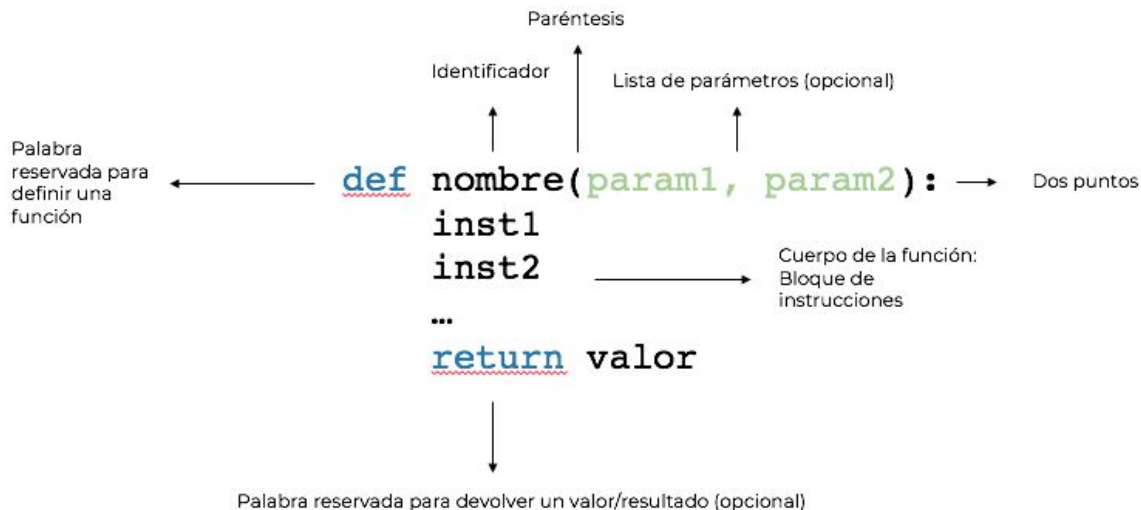 Paréntesis
Identificador
Lista de parámetros (opcional)
Palabra
reservada para
definir una
función
def nombre(param1, param2):
Dos puntos
inst1
inst2
Cuerpo de la función:
Bloque de
instrucciones
…
return valor
Palabra reservada para devolver un valor/resultado (opcional)